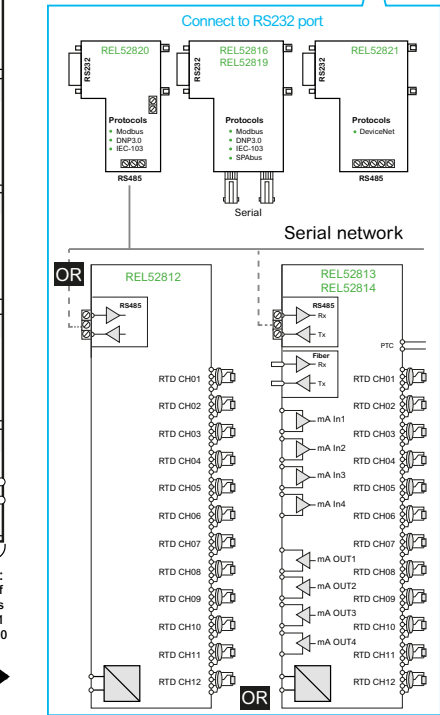 Connect to RS232 port
REL52820
RS232
Protocols
• Modbus
• DNP3.0
• IEC-103
RS485
REL52816
REL52819
RS232
Protocols
• Modbus
• DNP3.0
• IEC-103
• SPAbus
Serial
REL52821
RS232
Protocols
• DeviceNet
RS485
Serial network
OR
REL52812
RS485
RTD CH01
RTD CH02
RTD CH03
RTD CH04
RTD CH05
RTD CH06
RTD CH07
RTD CH08
RTD CH09
RTD CH10
RTD CH11
RTD CH12
OR
REL52813
REL52814
RS485
Rx
Tx
Fiber
Rx
Tx
mA In1
mA In2
mA In3
mA In4
mA OUT1
mA OUT2
mA OUT3
mA OUT4
PTC
RTD CH01
RTD CH02
RTD CH03
RTD CH04
RTD CH05
RTD CH06
RTD CH07
RTD CH08
RTD CH09
RTD CH10
RTD CH11
RTD CH12
:
f
s
1
0